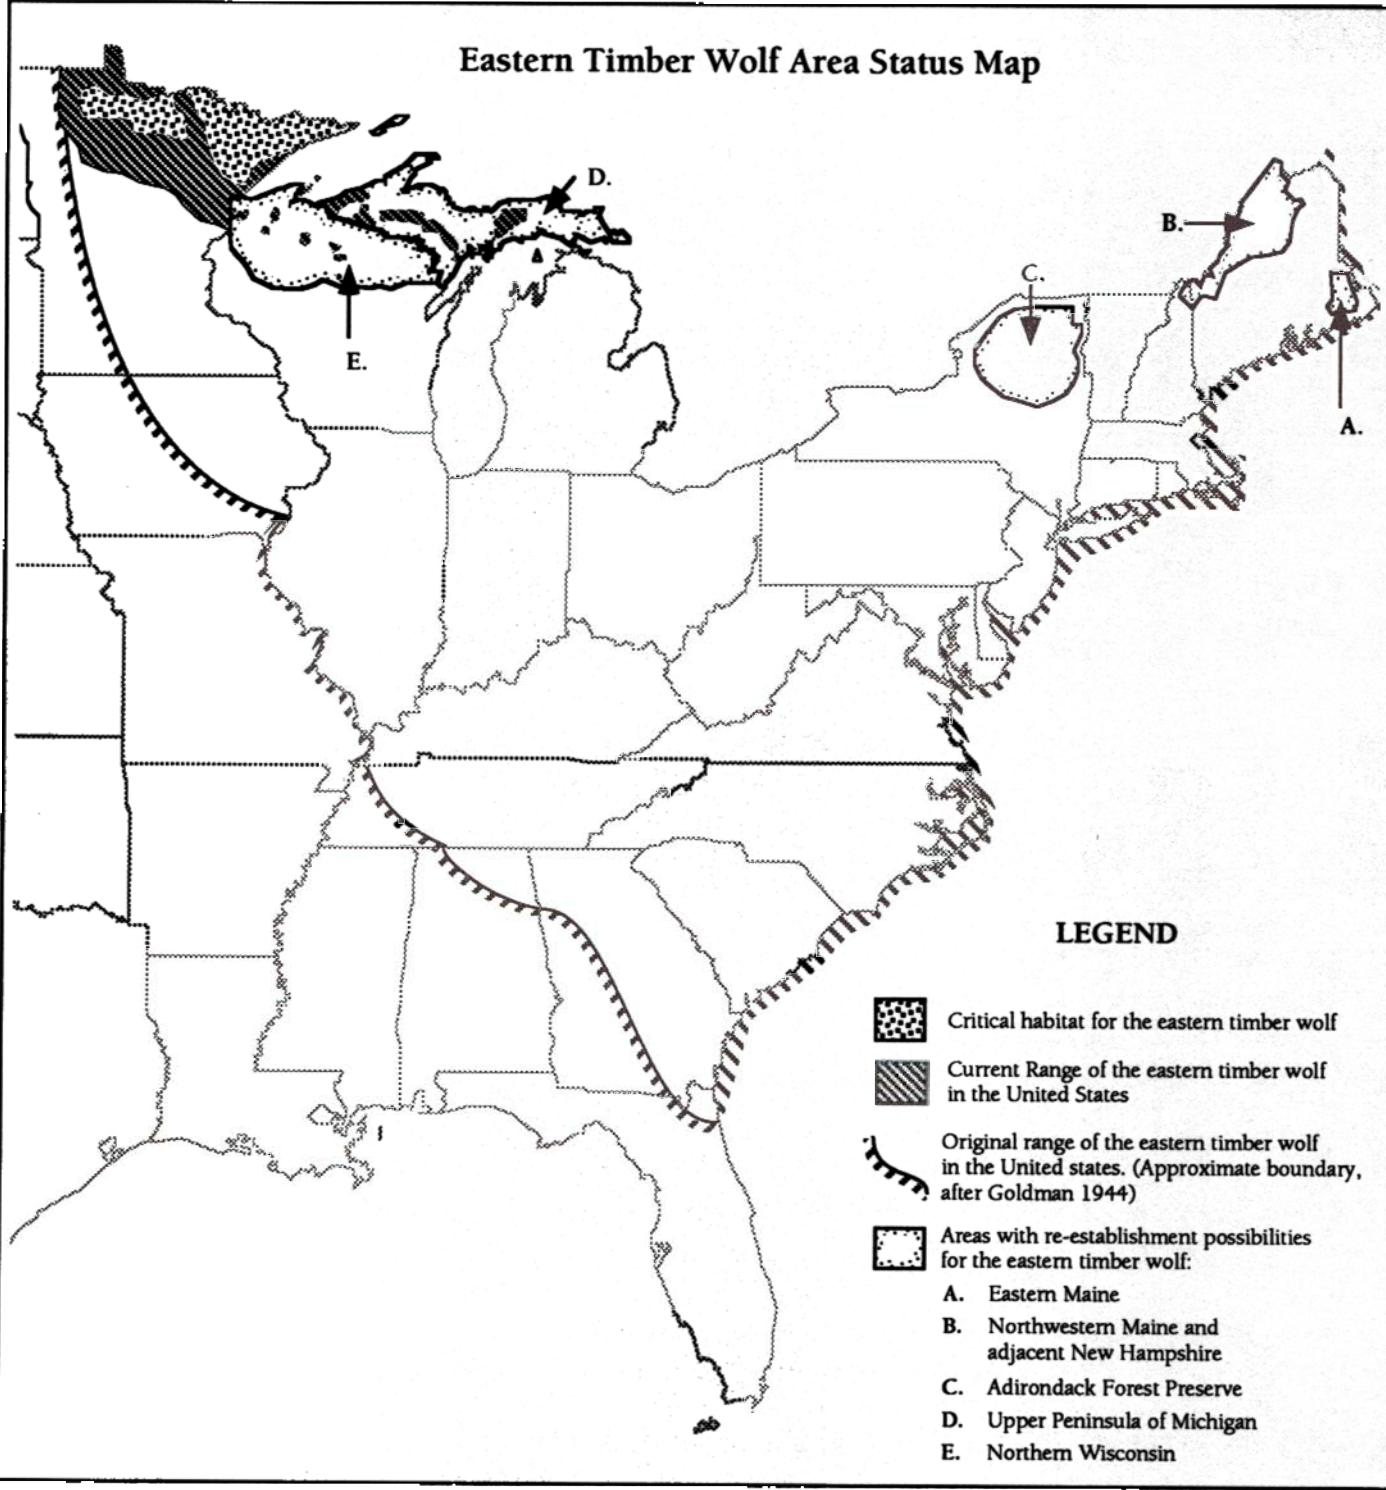 Eastern Timber Wolf Area Status Map
D.
B.
C.
E.
A.
LEGEND
Critical habitat for the eastern timber wolf
Current Range of the eastern timber wolf
in the United States
Original range of the eastern timber wolf
in the United states. (Approximate boundary,
after Goldman 1944)
Areas with re-establishment possibilities
for the eastern timber wolf:
A. Eastern Maine
B. Northwestern Maine and
adjacent New Hampshire
C. Adirondack Forest Preserve
D. Upper Peninsula of Michigan
E. Northern Wisconsin